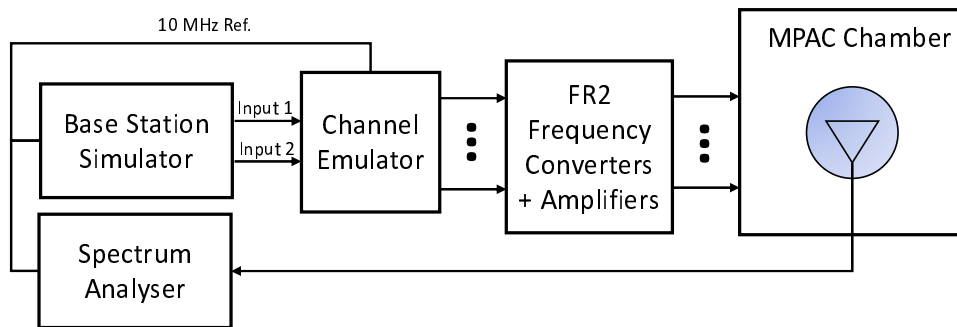 10 MHz Ref.
MPAC Chamber
Base Station
Simulator
Input 1
Input 2
Channel
Emulator
FR2
Frequency
Converters
+ Amplifiers
Spectrum
Analyser